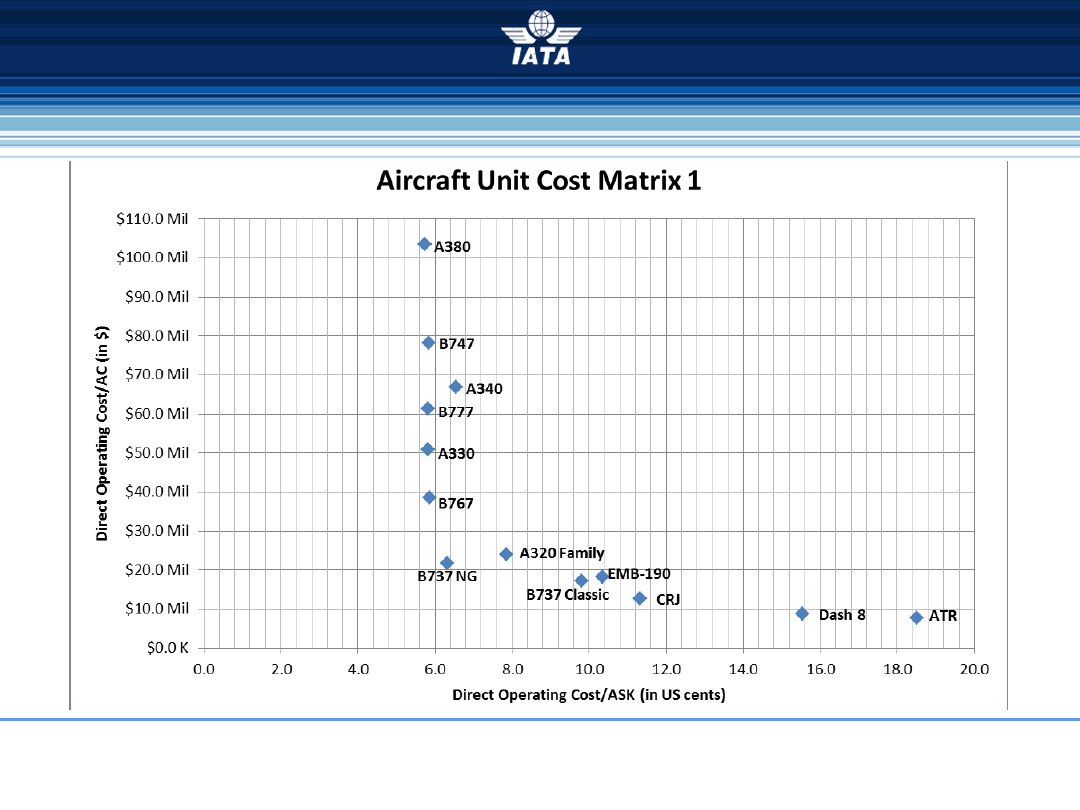 IATA
Aircraft Unit Cost Matrix 1
$110.0 Mil
$100.0 Mil
$90.0 Mil
$80.0 Mil
$70.0 Mil
$60.0 Mil
$50.0 Mil
$40.0 Mil
$30.0 Mil
$20.0 Mil
$10.0 Mil
$0.0 K
Direct Operating Cost/AC (in $)
A380
B747
A340
B777
A330
B767
A320 Family
B737 NG
EMB-190
B737 Classic
CRJ
Dash 8
ATR
0.0 2.0 4.0 6.0 8.0 10.0 12.0 14.0 16.0 18.0 20.0
Direct Operating Cost/ASK (in US cents)